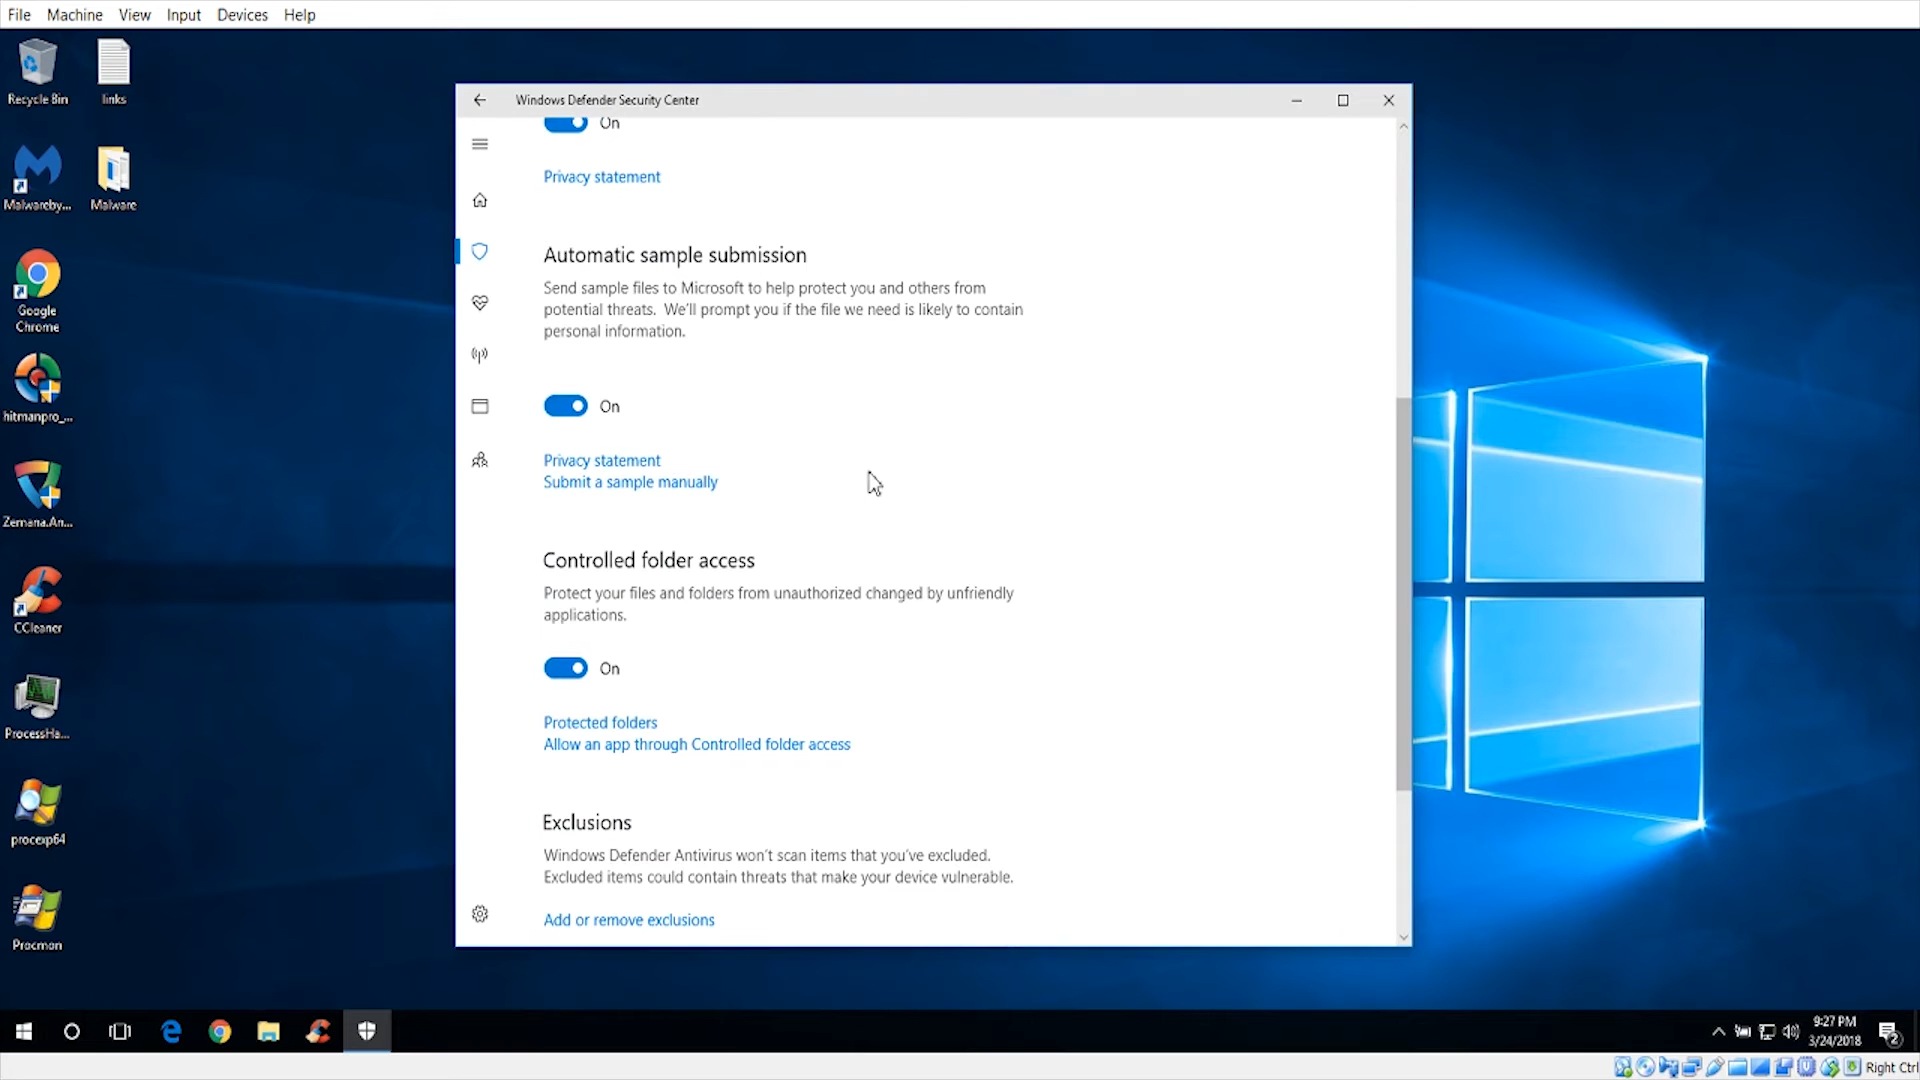 File Machine View Input Devices Help
Recycle Bin
links
Malwareby...
Malware
Google
Chrome
hitmanpro_...
Zemana.An...
CCleaner
ProcessHa...
procexp64
Procmon
Windows Defender Security Center
On
Privacy statement
Automatic sample submission
Send sample files to Microsoft to help protect you and others from
potential threats. We'll prompt you if the file we need is likely to contain
personal information.
On
Privacy statement
Submit a sample manually
Controlled folder access
Protect your files and folders from unauthorized changed by unfriendly
applications.
On
Protected folders
Allow an app through Controlled folder access
Exclusions
Windows Defender Antivirus won't scan items that you've excluded.
Excluded items could contain threats that make your device vulnerable.
Add or remove exclusions
9:27 PM
3/24/2018
2
Right Ctrl